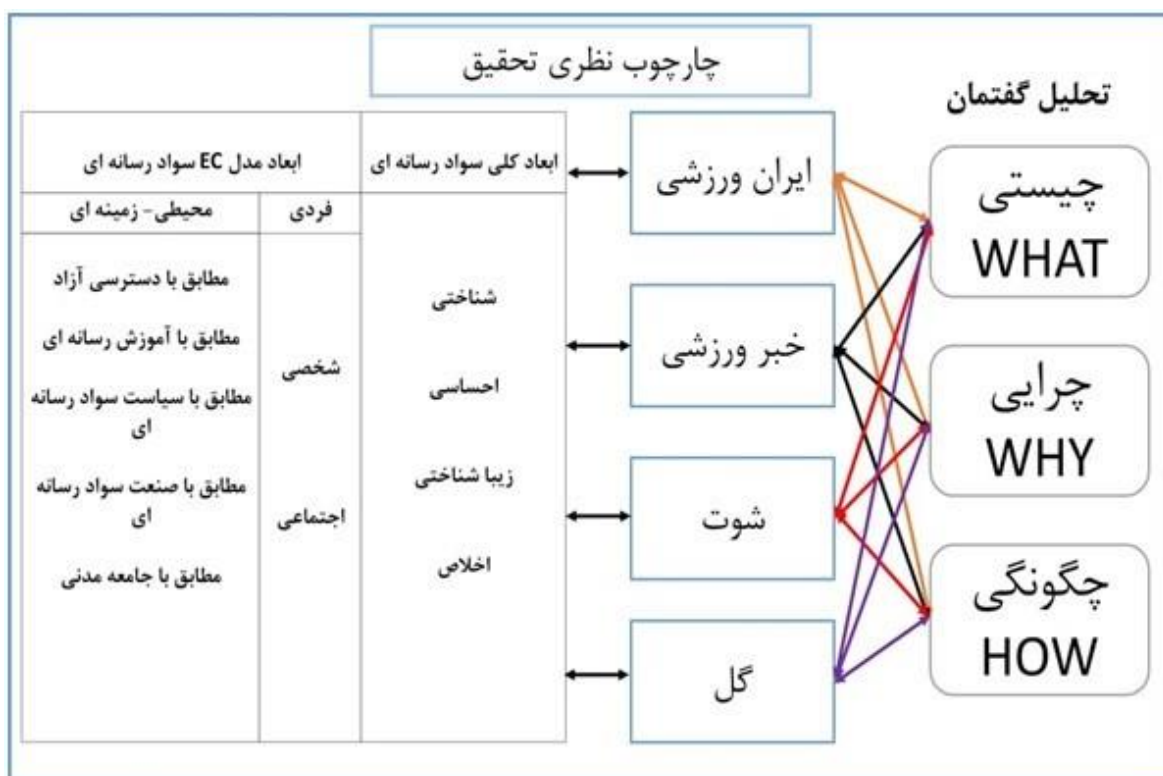 چارچوب نظری تحقیق
تحلیل گفتمان
چیستی
WHAT
چرایی
WHY
چگونگی
HOW
ایران ورزشی
خبر ورزشی
شوت
گل
ابعاد کلی سواد رسانه ای
شناختی
احساسی
زیبا شناختی
اخلاص
ابعاد مدل EC سواد رسانه ای
فردی
شخصی
اجتماعی
محیطی- زمینه ای
مطابق با دسترسی آزاد
مطابق با آموزش رسانه ای
مطابق با سیاست سواد رسانه
ای
مطابق با صنعت سواد رسانه
ای
مطابق با جامعه مدنی